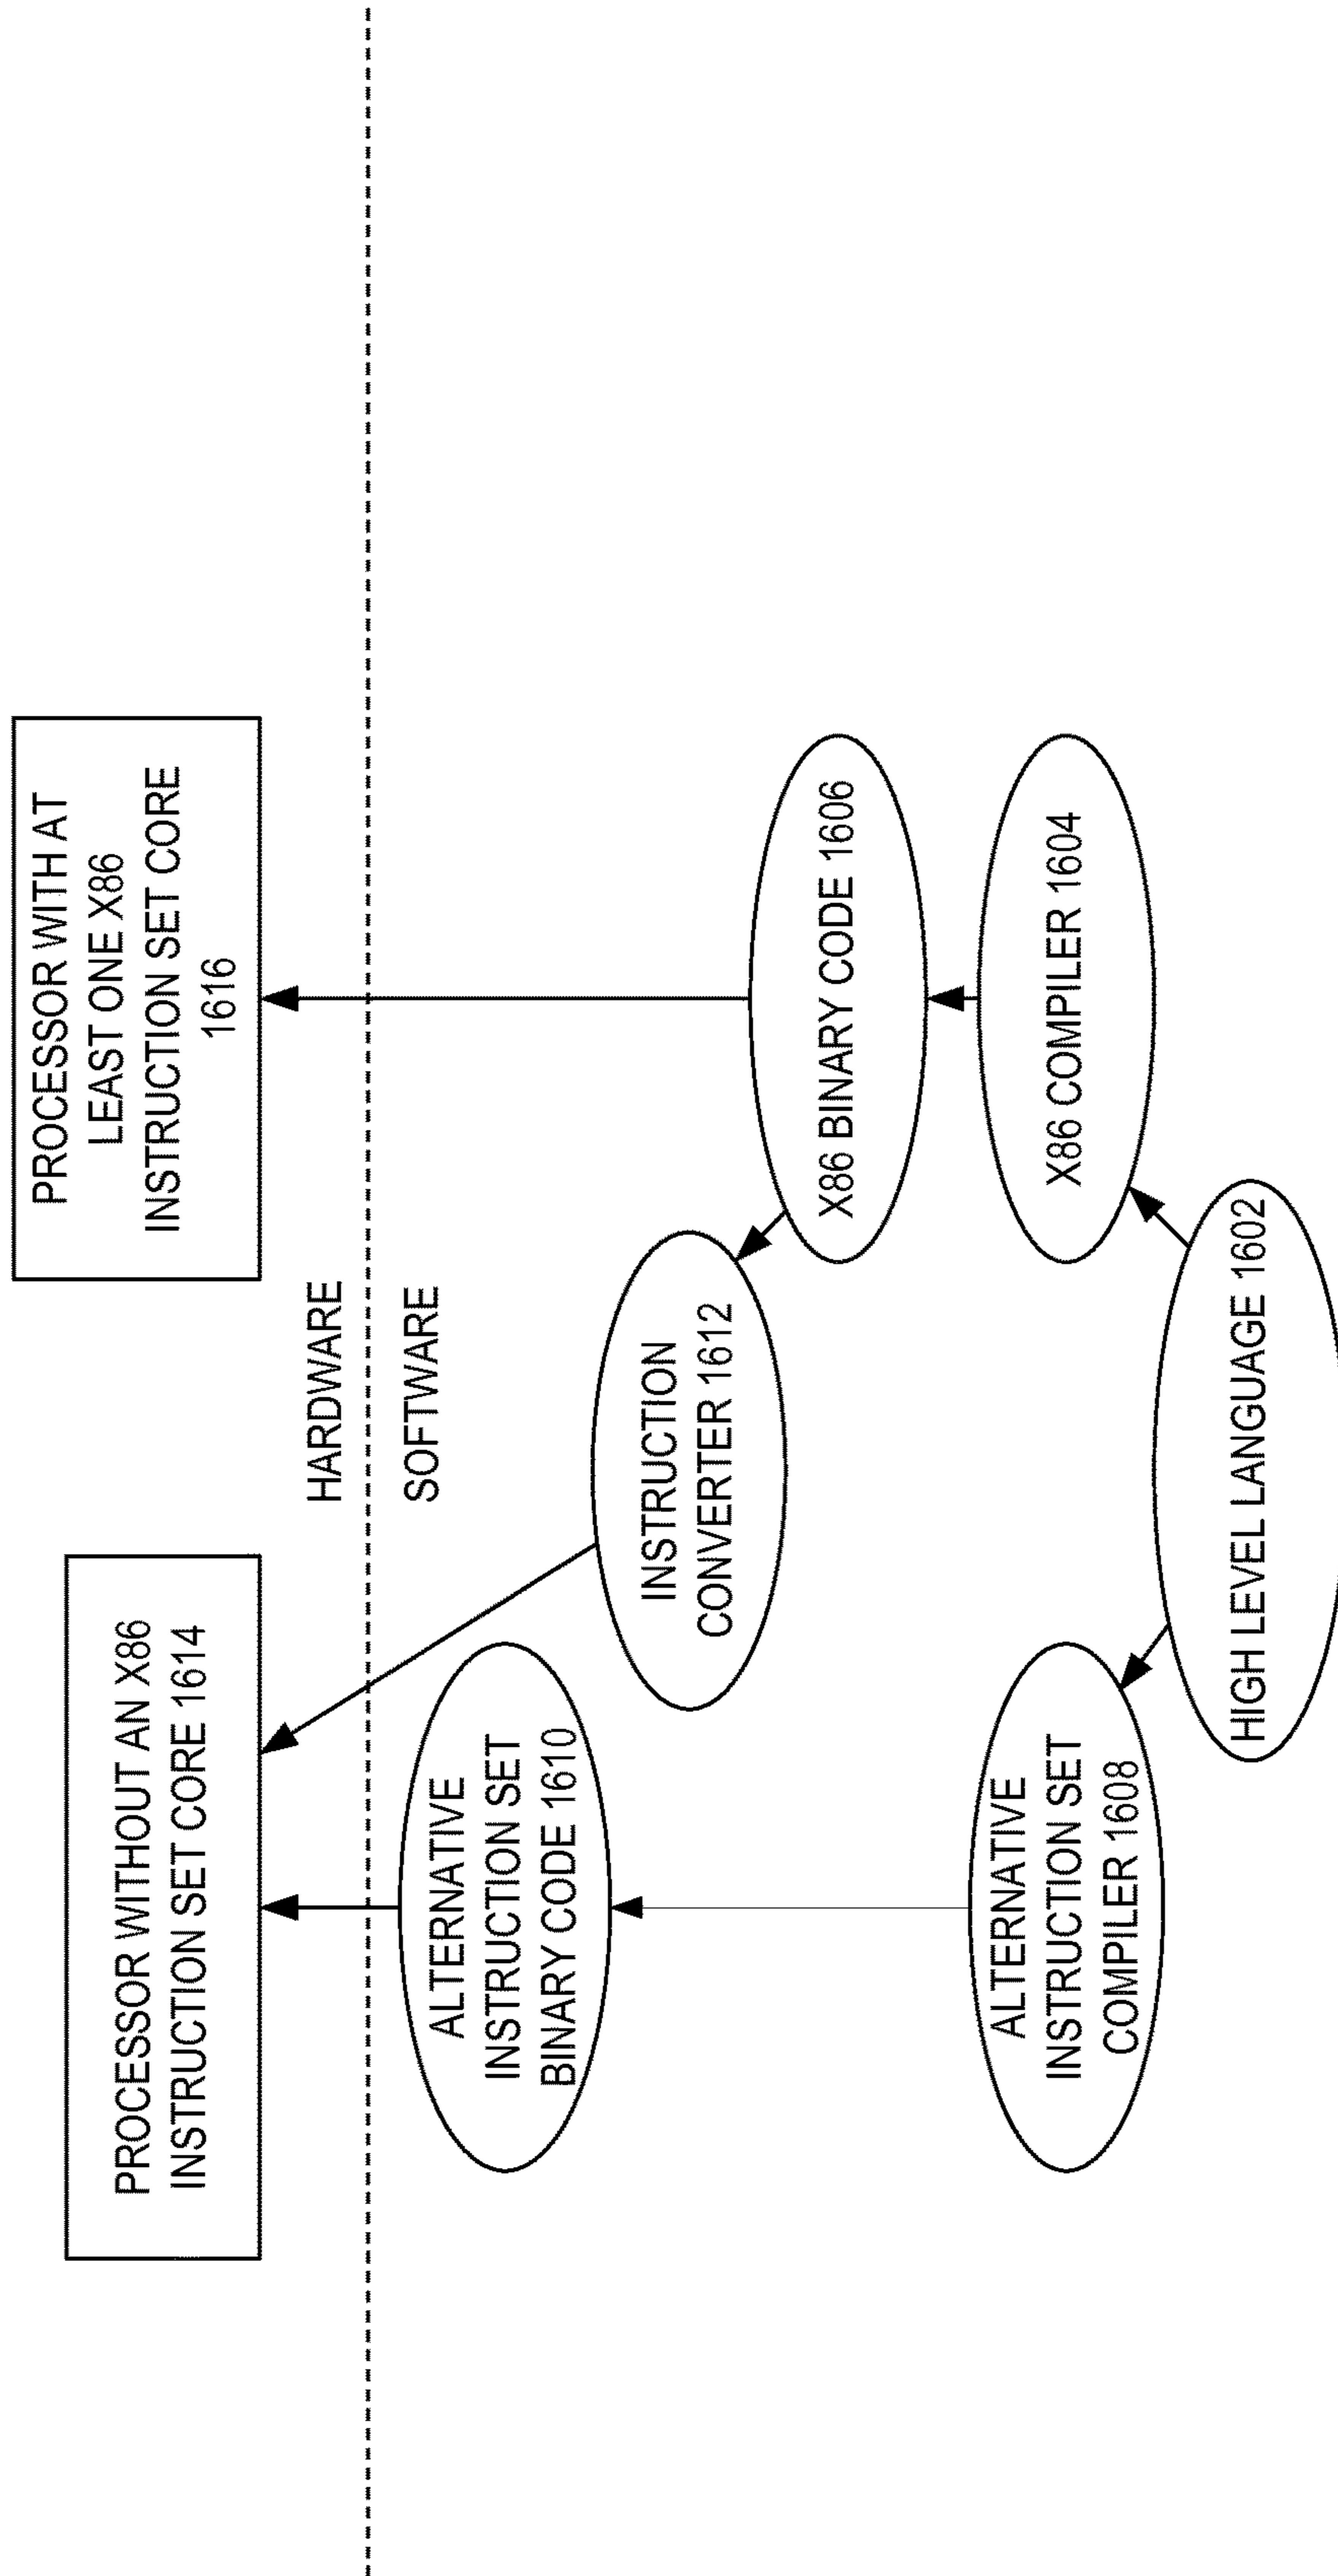 PROCESSOR WITHOUT AN X86
INSTRUCTION SET CORE 1614
PROCESSOR WITH AT
LEAST ONE X86
INSTRUCTION SET CORE
1616
HARDWARE
SOFTWARE
ALTERNATIVE
INSTRUCTION SET
BINARY CODE 1610
INSTRUCTION
CONVERTER 1612
X86 BINARY CODE 1606
ALTERNATIVE
INSTRUCTION SET
COMPILER 1608
X86 COMPILER 1604
HIGH LEVEL LANGUAGE 1602